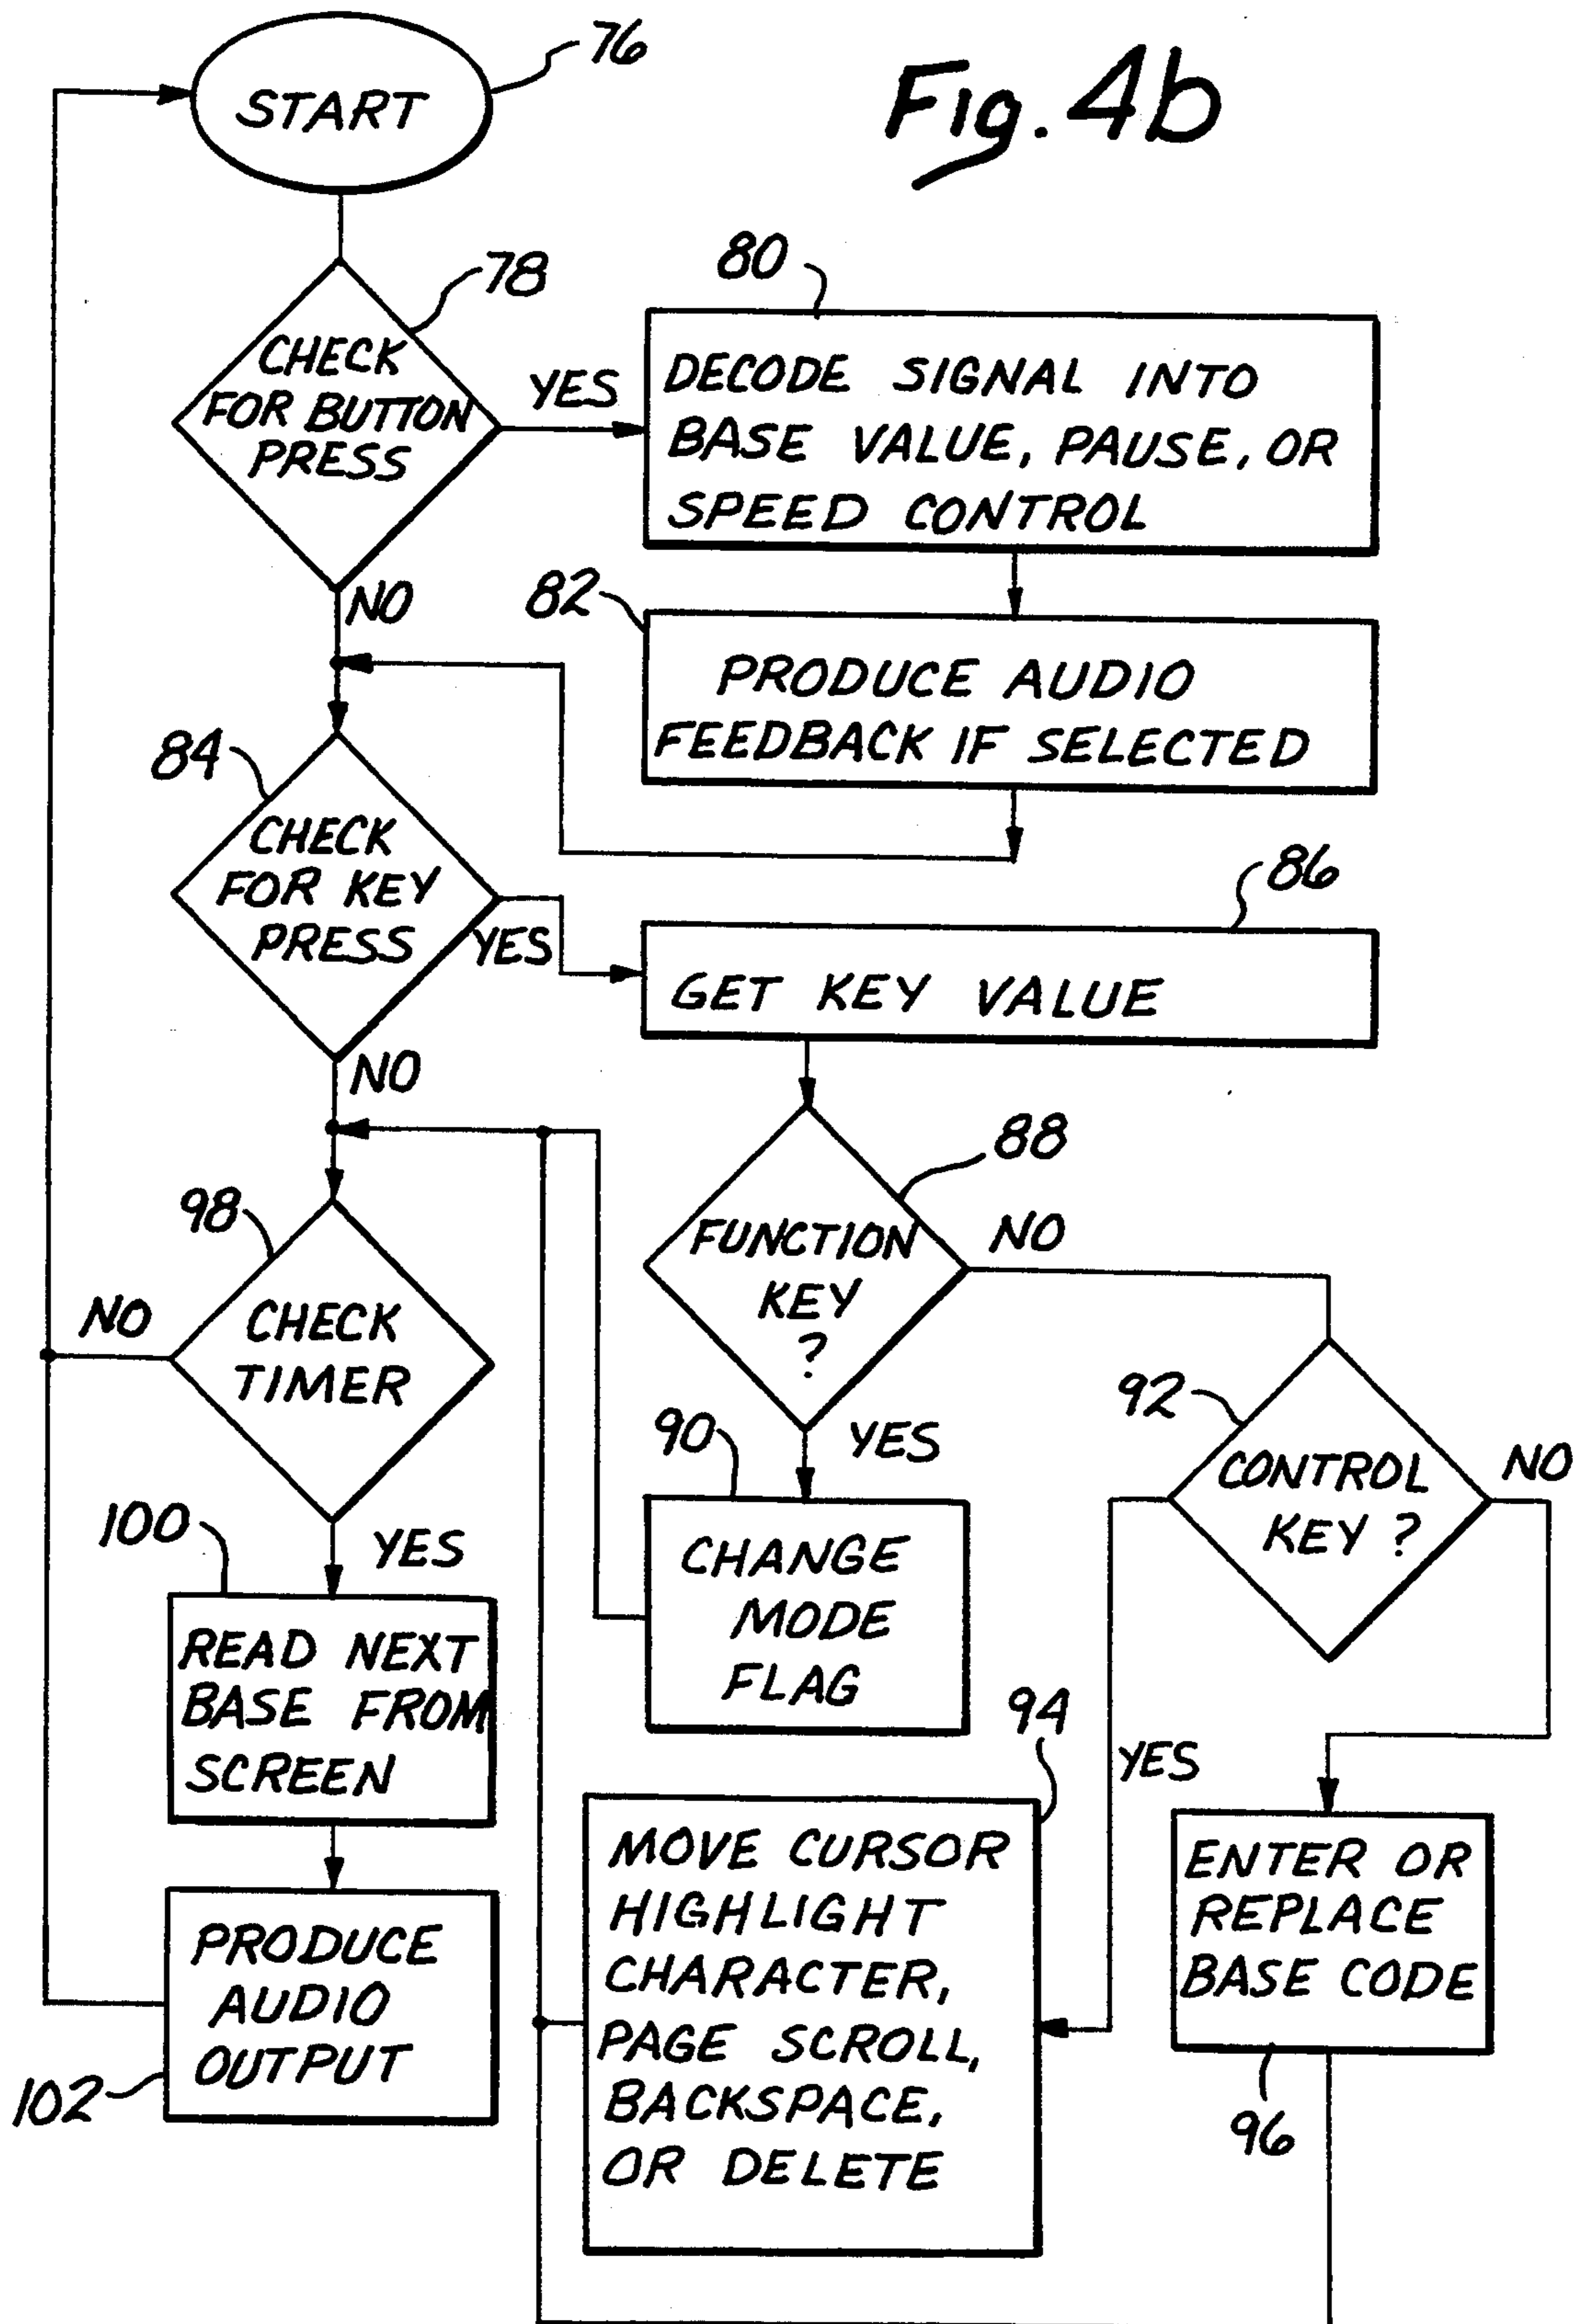 Fig. 4b
76
START
78
CHECK
FOR BUTTON
PRESS
YES
NO
80
DECODE SIGNAL INTO
BASE VALUE, PAUSE, OR
SPEED CONTROL
82
PRODUCE AUDIO
FEEDBACK IF SELECTED
84
CHECK
FOR KEY
PRESS
YES
NO
86
GET KEY VALUE
88
FUNCTION
KEY
?
NO
YES
98
CHECK
TIMER
NO
YES
90
CHANGE
MODE
FLAG
92
CONTROL
KEY ?
NO
YES
100
READ NEXT
BASE FROM
SCREEN
94
MOVE CURSOR
HIGHLIGHT
CHARACTER,
PAGE SCROLL,
BACKSPACE,
OR DELETE
ENTER OR
REPLACE
BASE CODE
96
PRODUCE
AUDIO
OUTPUT
102